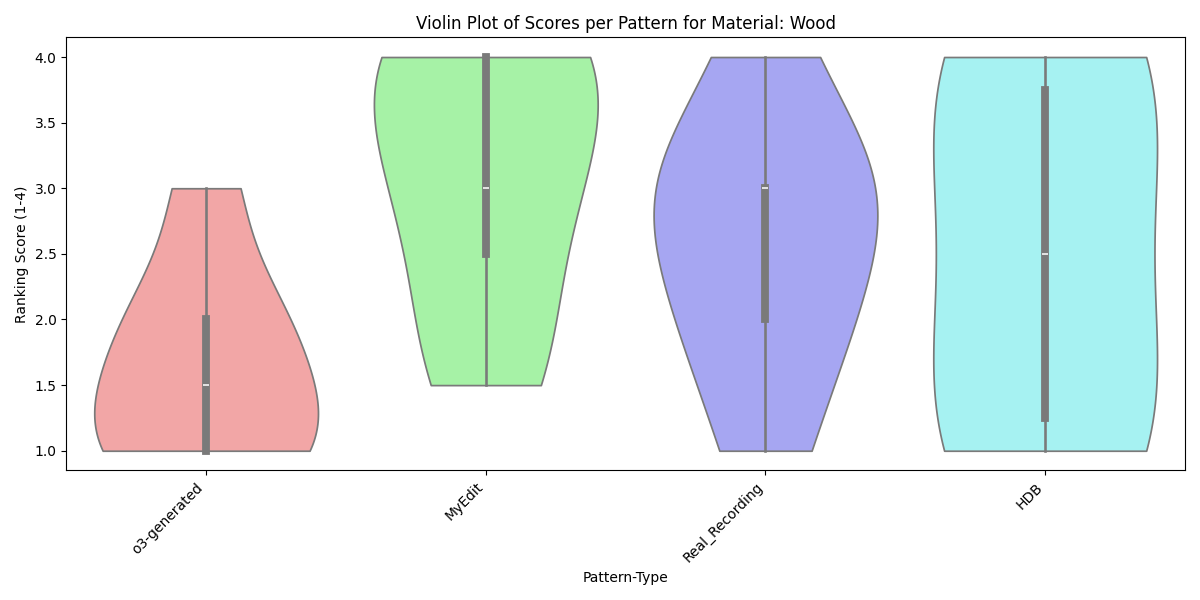 Violin Plot of Scores per Pattern for Material: Wood
Ranking Score (1-4)
4.0
3.5
3.0
2.5
2.0
1.5
1.0
o3-generated
MyEdit
Real_Recording
HDB
Pattern-Type